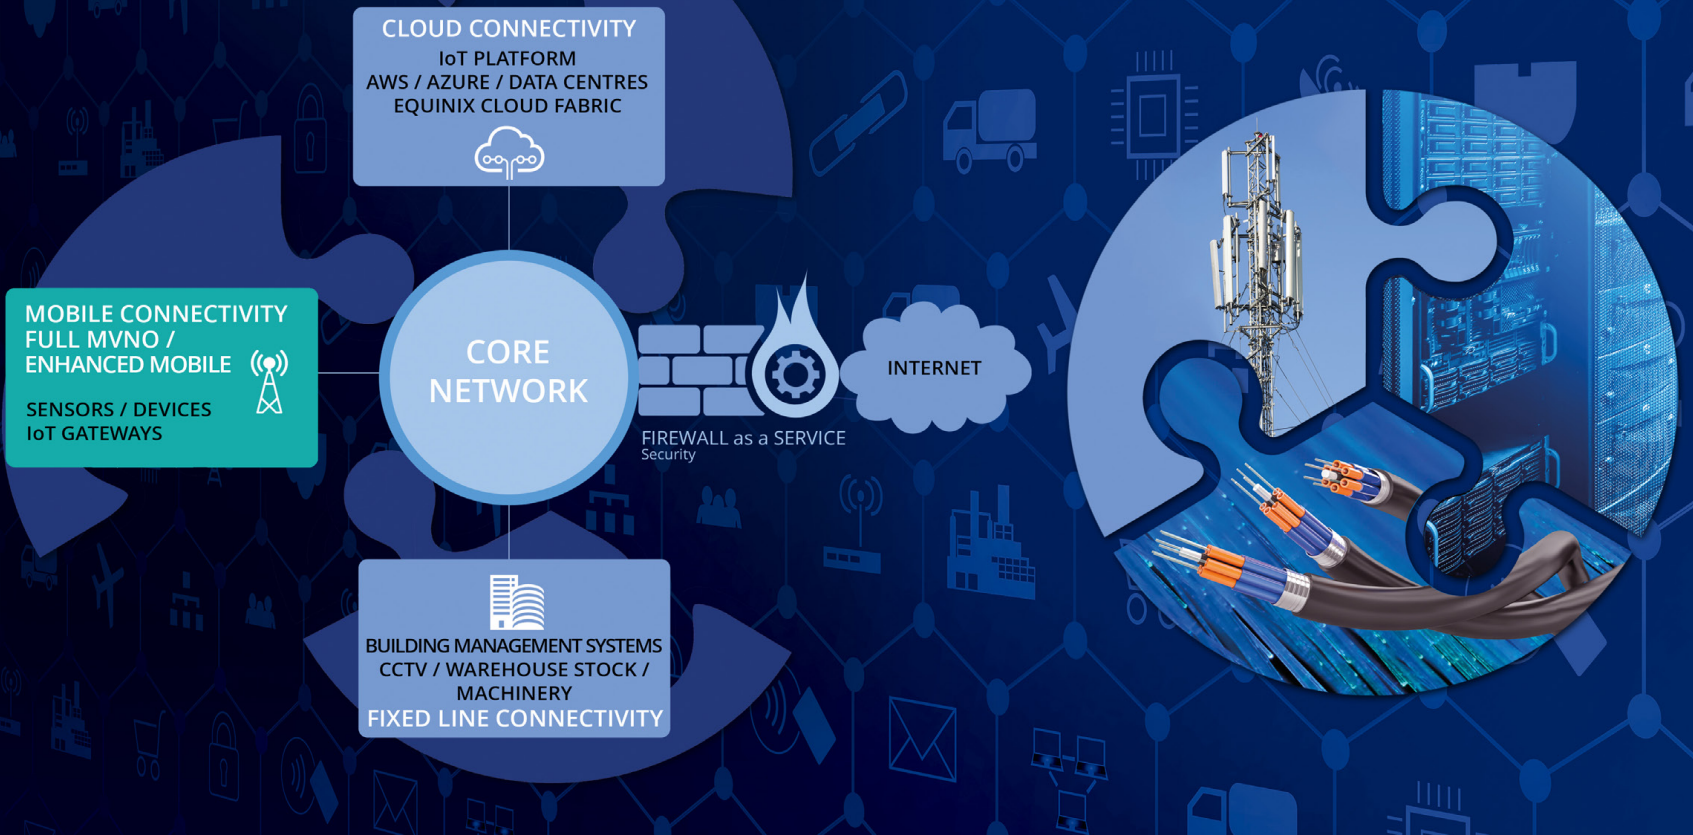 CLOUD CONNECTIVITY
IoT PLATFORM
AWS / AZURE / DATA CENTRES
EQUINIX CLOUD FABRIC
MOBILE CONNECTIVITY
FULL MVNO /
ENHANCED MOBILE
SENSORS / DEVICES
IoT GATEWAYS
CORE
NETWORK
FIREWALL as a SERVICE
Security
INTERNET
BUILDING MANAGEMENT SYSTEMS
CCTV / WAREHOUSE STOCK /
MACHINERY
FIXED LINE CONNECTIVITY